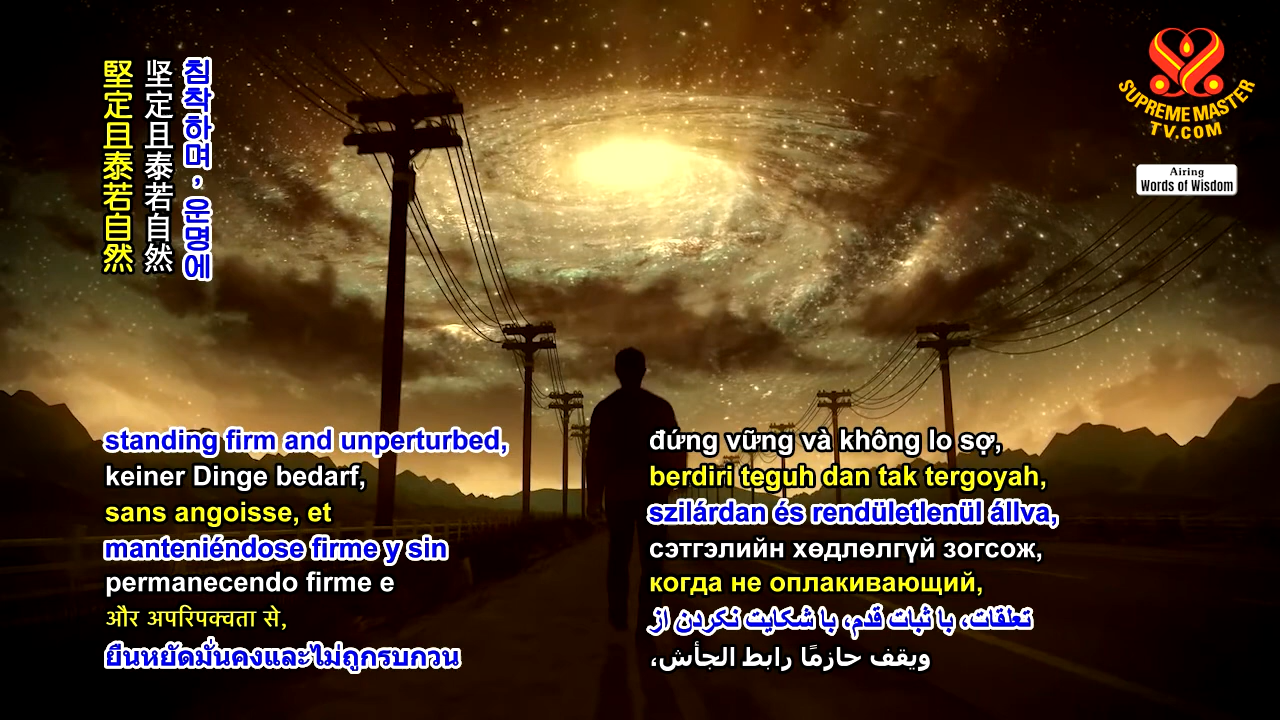 堅定且泰若自然
坚定且泰若自然
침착하며, 운명에
SUPREME MASTER
TV.COM
Airing
Words of Wisdom
standing firm and unperturbed,
keiner Dinge bedarf,
sans angoisse, et
manteniéndose firme y sin
permanecendo firme e
और अपरिपक्वता से,
ยืนหยัดมั่นคงและไม่ถูกรบกวน
đứng vững và không lo sợ,
berdiri teguh dan tak tergoyah,
szilárdan és rendületlenül állva,
сэтгэлийн хөдлөлгүй зогсож,
когда не оплакивающий,
تعلقات، با ثبات قدم، با شکایت نکردن از
ويقف حازمًا رابط الجأش،